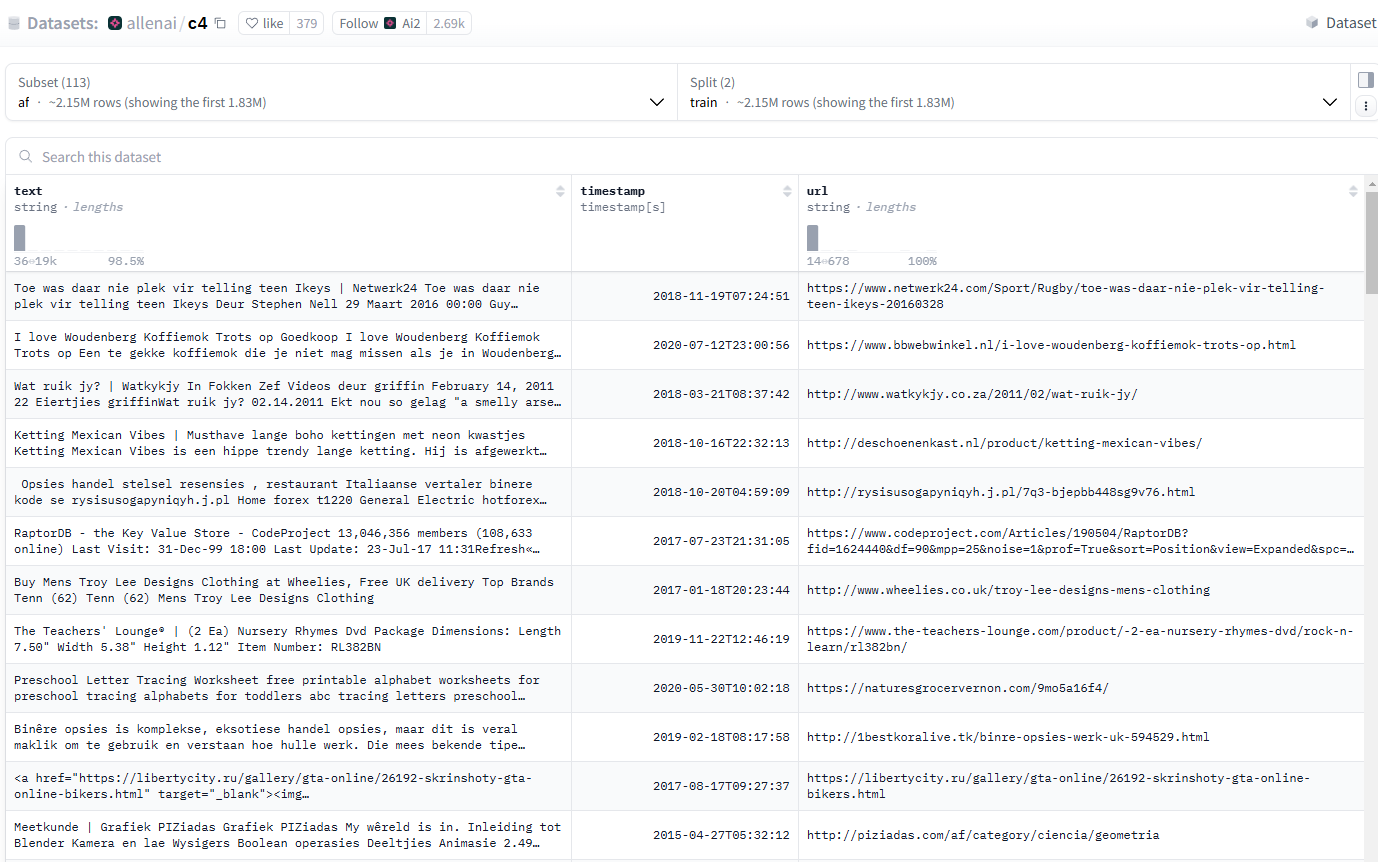 Datasets: allenai / c4 like 379 Follow Ai2 2.69k Dataset
Subset (113)
af · ~2.15M rows (showing the first 1.83M)
Split (2)
train · ~2.15M rows (showing the first 1.83M)
Search this dataset
text
string · lengths
36 19k 98.5%
timestamp
timestamp[s]
url
string · lengths
14 678 100%
Toe was daar nie plek vir telling teen Ikeys | Netwerk24 Toe was daar nie
plek vir telling teen Ikeys Deur Stephen Nell 29 Maart 2016 00:00 Guy…
2018-11-19T07:24:51
https://www.netwerk24.com/Sport/Rugby/toe-was-daar-nie-plek-vir-telling-
teen-ikeys-20160328
I love Woudenberg Koffiemok Trots op Goedkoop I love Woudenberg Koffiemok
Trots op Een te gekke koffiemok die je niet mag missen als je in Woudenberg…
2020-07-12T23:00:56
https://www.bbwebwinkel.nl/i-love-woudenberg-koffiemok-trots-op.html
Wat ruik jy? | Watkykjy In Fokken Zef Videos deur griffin February 14, 2011
22 Eiertjies griffinWat ruik jy? 02.14.2011 Ekt nou so gelag "a smelly arse…
2018-03-21T08:37:42
http://www.watkykjy.co.za/2011/02/wat-ruik-jy/
Ketting Mexican Vibes | Musthave lange boho kettingen met neon kwastjes
Ketting Mexican Vibes is een hippe trendy lange ketting. Hij is afgewerkt…
2018-10-16T22:32:13
http://deschoenenkast.nl/product/ketting-mexican-vibes/
Opsies handel stelsel resensies , restaurant Italiaanse vertaler binere
kode se rysisusogapyniqyh.j.pl Home forex t1220 General Electric hotforex…
2018-10-20T04:59:09
http://rysisusogapyniqyh.j.pl/7q3-bjepbb448sg9v76.html
RaptorDB - the Key Value Store - CodeProject 13,046,356 members (108,633
online) Last Visit: 31-Dec-99 18:00 Last Update: 23-Jul-17 11:31Refresh«…
2017-07-23T21:31:05
https://www.codeproject.com/Articles/190504/RaptorDB?
fid=1624440&df=90&mpp=25&noise=1&prof=True&sort=Position&view=Expanded&spc=…
Buy Mens Troy Lee Designs Clothing at Wheelies, Free UK delivery Top Brands
Tenn (62) Tenn (62) Mens Troy Lee Designs Clothing
2017-01-18T20:23:44
http://www.wheelies.co.uk/troy-lee-designs-mens-clothing
The Teachers' Lounge® | (2 Ea) Nursery Rhymes Dvd Package Dimensions: Length
7.50" Width 5.38" Height 1.12" Item Number: RL382BN
2019-11-22T12:46:19
https://www.the-teachers-lounge.com/product/-2-ea-nursery-rhymes-dvd/rock-n-
learn/rl382bn/
Preschool Letter Tracing Worksheet free printable alphabet worksheets for
preschool tracing alphabets for toddlers abc tracing letters preschool…
2020-05-30T10:02:18
https://naturesgrocervernon.com/9mo5a16f4/
Binêre opsies is komplekse, eksotiese handel opsies, maar dit is veral
maklik om te gebruik en verstaan hoe hulle werk. Die mees bekende tipe…
2019-02-18T08:17:58
http://1bestkoralive.tk/binre-opsies-werk-uk-594529.html
<a href="https://libertycity.ru/gallery/gta-online/26192-skrinshoty-gta-
online-bikers.html" target="_blank"><img…
2017-08-17T09:27:37
https://libertycity.ru/gallery/gta-online/26192-skrinshoty-gta-online-
bikers.html
Meetkunde | Grafiek PIZiadas Grafiek PIZiadas My wêreld is in. Inleiding tot
Blender Kamera en lae Wysigers Boolean operasies Deeltjies Animasie 2.49…
2015-04-27T05:32:12
http://piziadas.com/af/category/ciencia/geometria